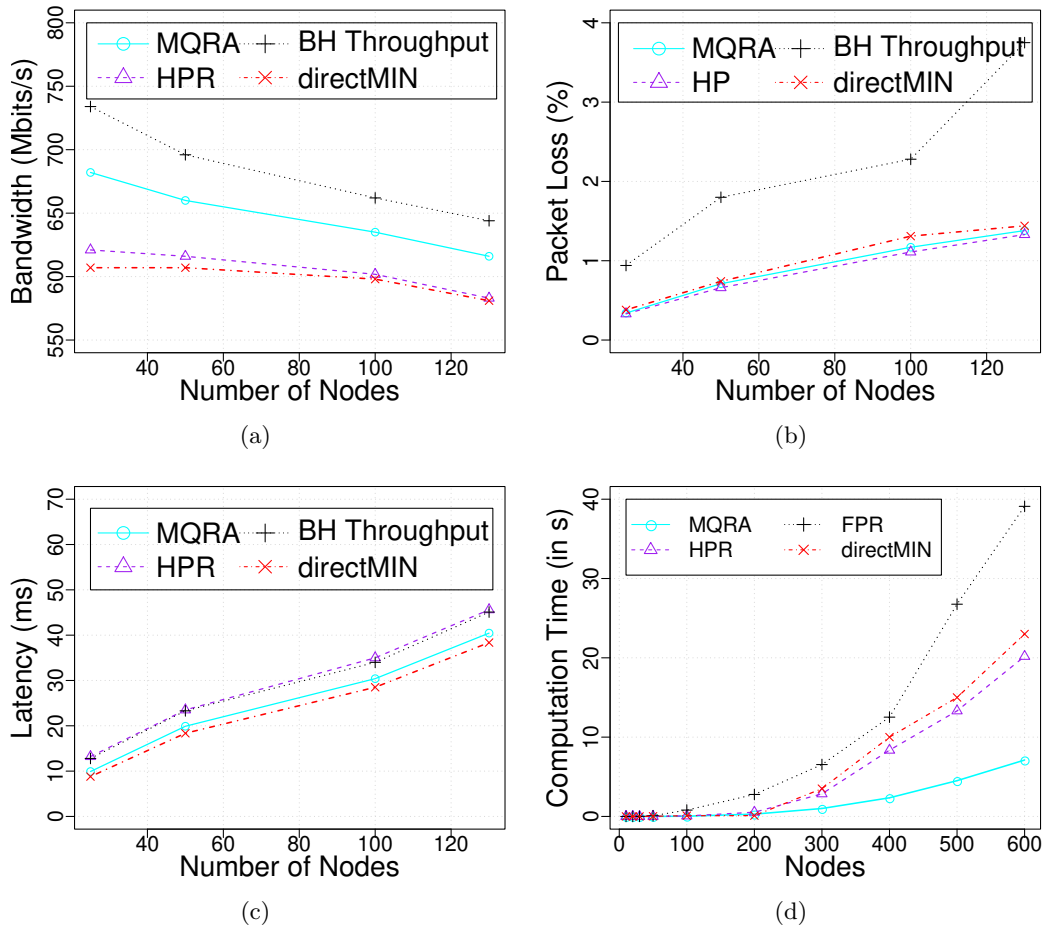 MQRA BH Throughput
HPR directMIN
550 600 650 700 750 800
Bandwidth (Mbits/s)
40 60 80 100 120
Number of Nodes
(a)
MQRA BH Throughput
HP directMIN
0 1 2 3 4
Packet Loss (%)
40 60 80 100 120
Number of Nodes
(b)
MQRA BH Throughput
HPR directMIN
0 10 20 30 40 50 60 70
Latency (ms)
40 60 80 100 120
Number of Nodes
(c)
MQRA FPR
HPR directMIN
0 10 20 30 40
Computation Time (in s)
0 100 200 300 400 500 600
Nodes
(d)